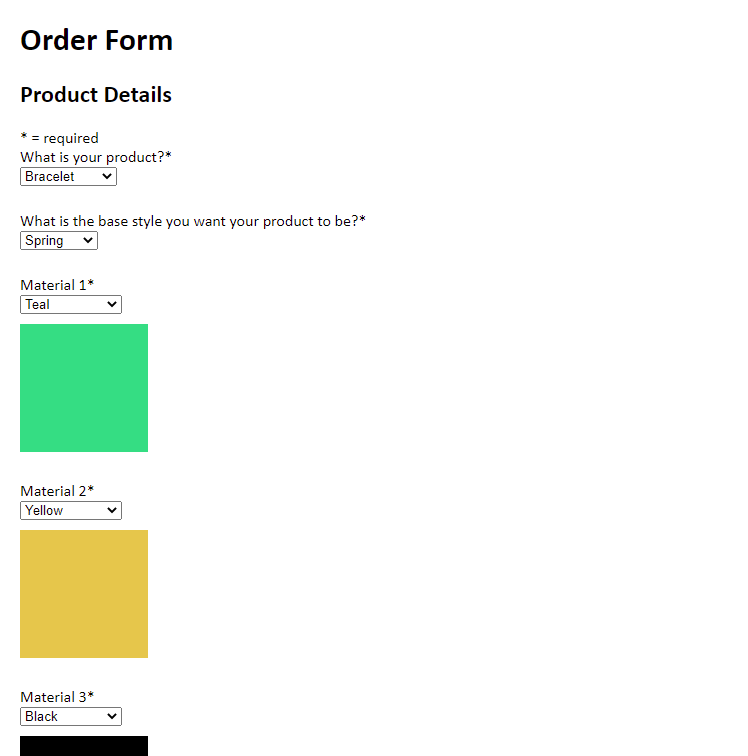 Order Form
Product Details
* = required
What is your product?*
Bracelet
What is the base style you want your product to be?*
Spring
Material 1*
Teal
Material 2*
Yellow
Material 3*
Black